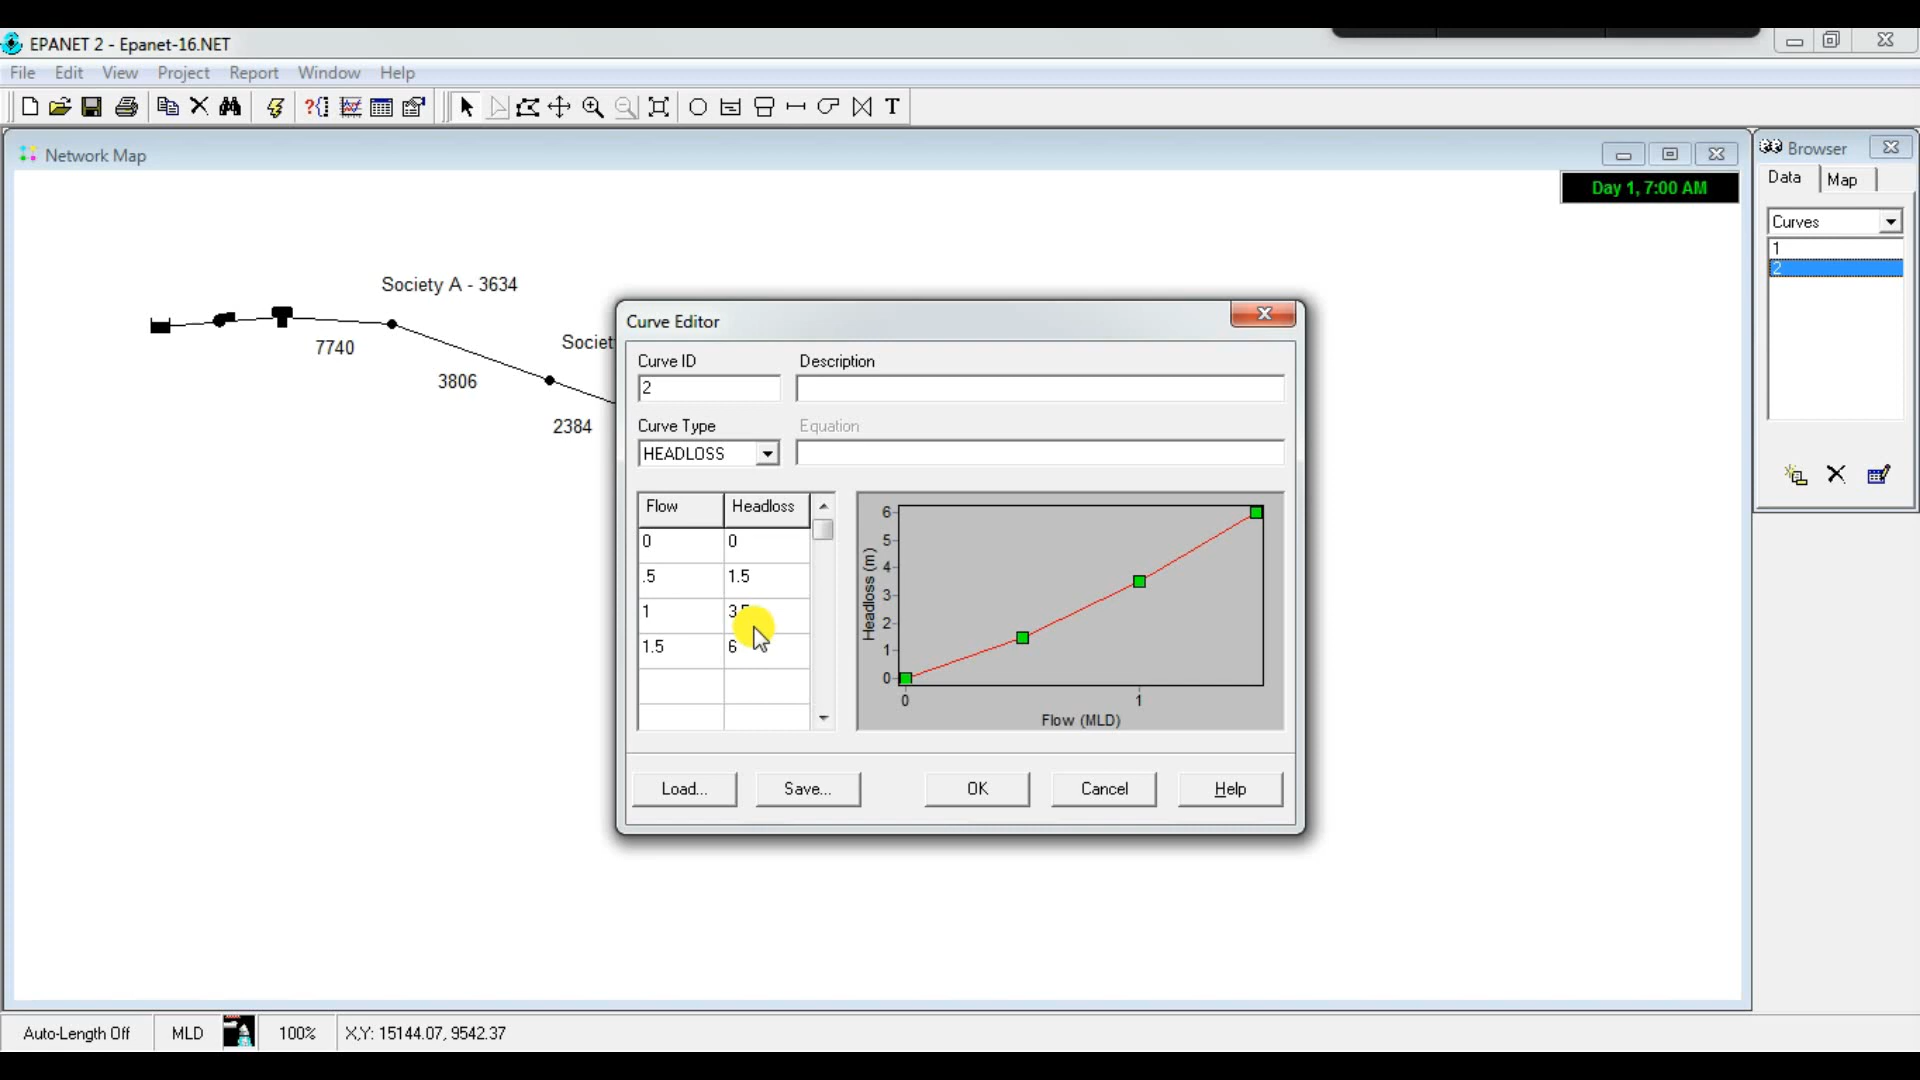 EPANET 2 - Epanet-16.NET
File Edit View Project Report Window Help
Network Map
Day 1, 7:00 AM
Browser
Data Map
Curves
1
2
Society A - 3634
7740
3806
2384
Curve Editor
Curve ID Description
2
Curve Type Equation
HEADLOSS
Flow Headloss
0 0
.5 1.5
1
1.5 6
6
5
4
3
2
1
0
Headloss (m)
0 1
Flow (MLD)
Load... Save... OK Cancel Help
Auto-Length Off MLD 100% X,Y: 15144.07, 9542.37